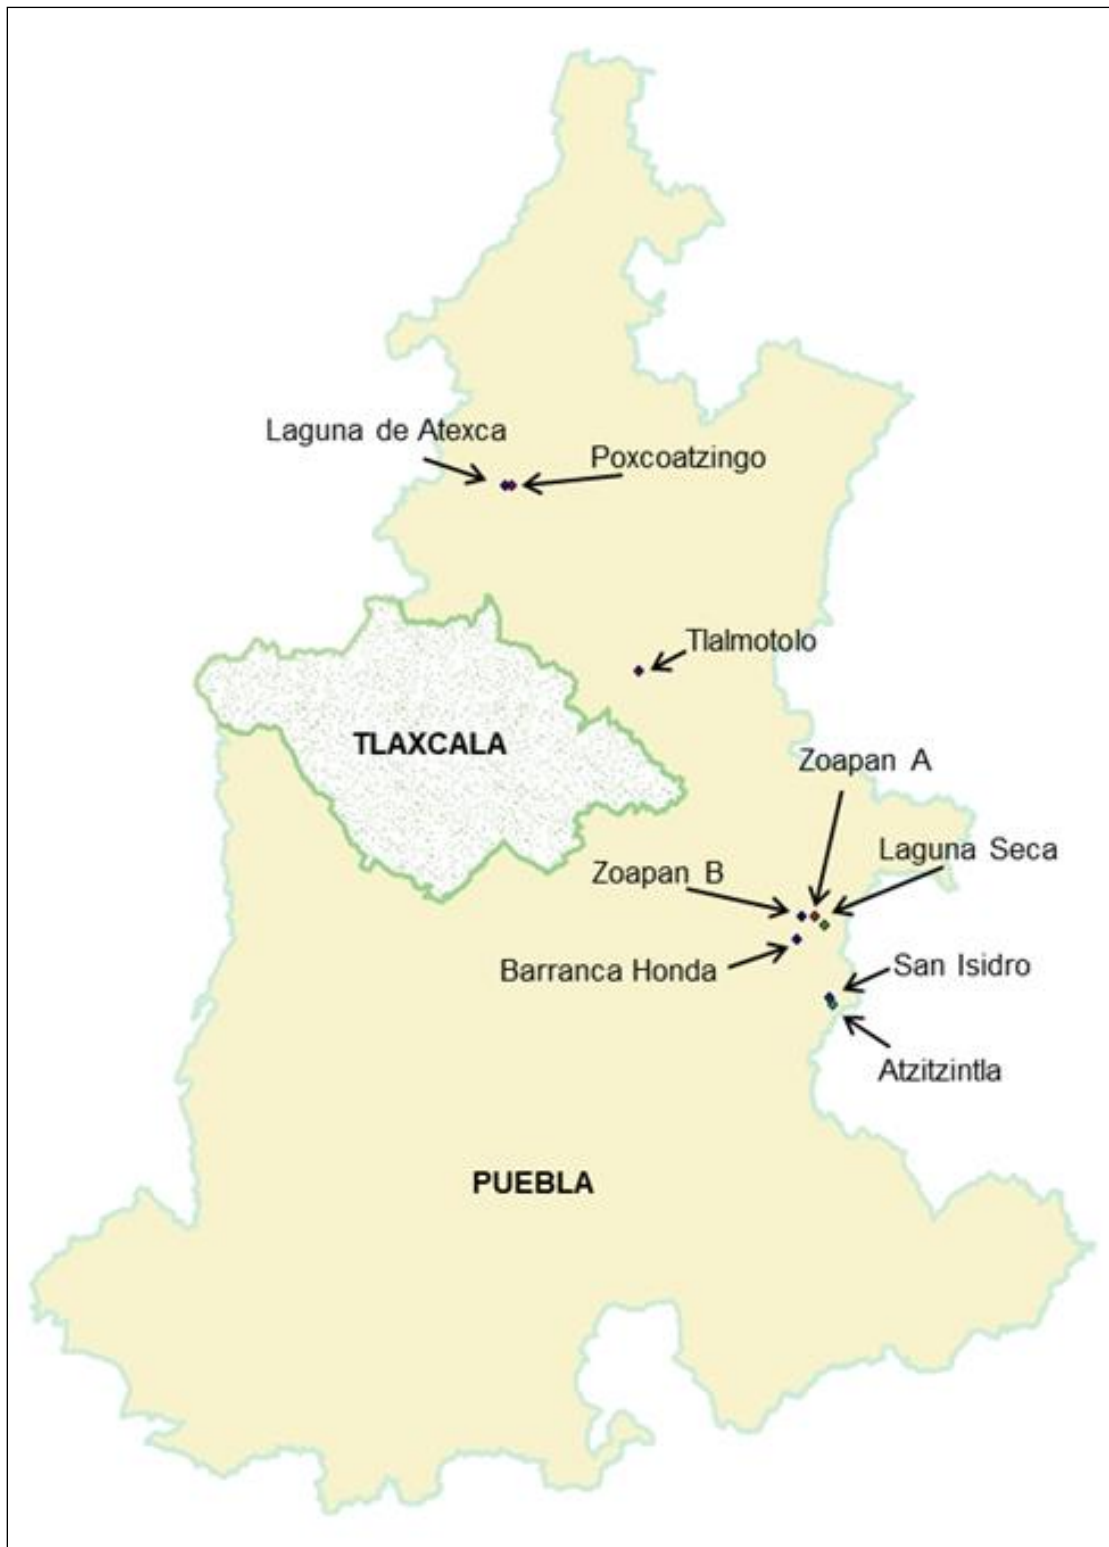 Laguna de Atexca
Poxcoatzingo
Tlalmotolo
TLAXCALA
Zoapan A
Laguna Seca
Zoapan B
Barranca Honda
San Isidro
Atzitzintla
PUEBLA